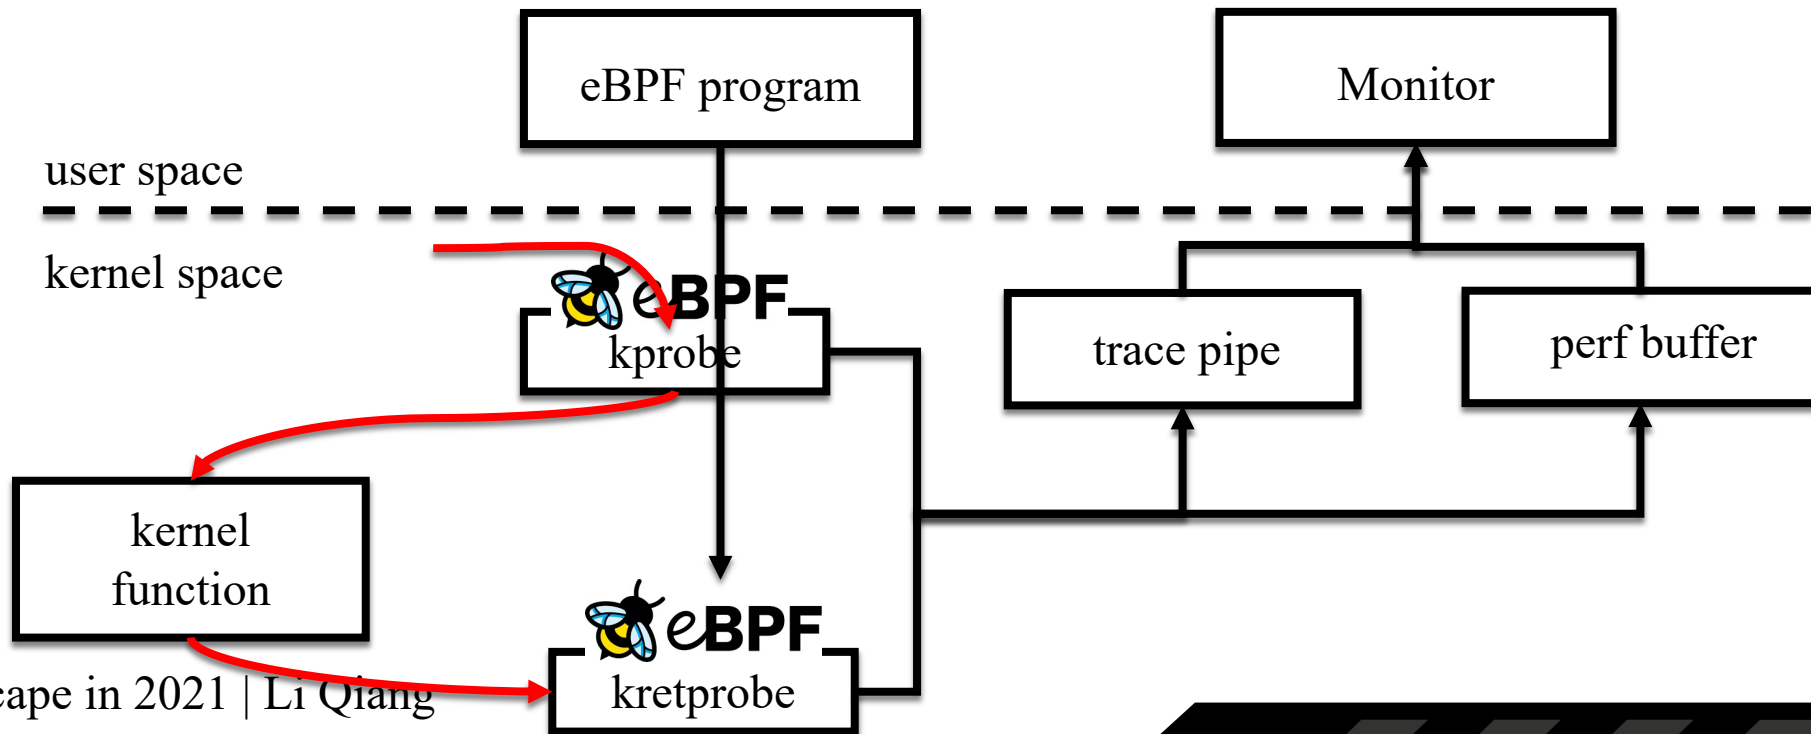 eBPF program
Monitor
user space
kernel space
eBPF
kprobe
trace pipe
perf buffer
kernel
function
eBPF
kretprobe
in 2021 | Li Qiang